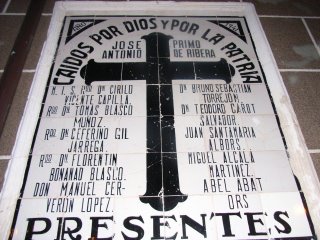 CAIDOS POR DIOS Y POR LA PATRIA
JOSE ANTONIO PRIMO DE RIBERA
M. I. S. RDO. DN. CIRILO
VICENTE CAPILLA.
RDO. DN. TOMAS BLASCO
MUÑOZ.
RDO. DN. CEFERINO GIL
JARREGA.
RDO. DN. FLORENTIN
BONANAD BLASCO.
DON MANUEL CER-
VERON LOPEZ.
DN. BRUNO SEBASTIAN
TORREJON.
DN. TEODORO CABOT
SALVADOR.
JUAN SANTAMARIA
ALBORS.
MIGUEL ALCALA
MARTINEZ.
ABEL ABAT
ORS
PRESENTES